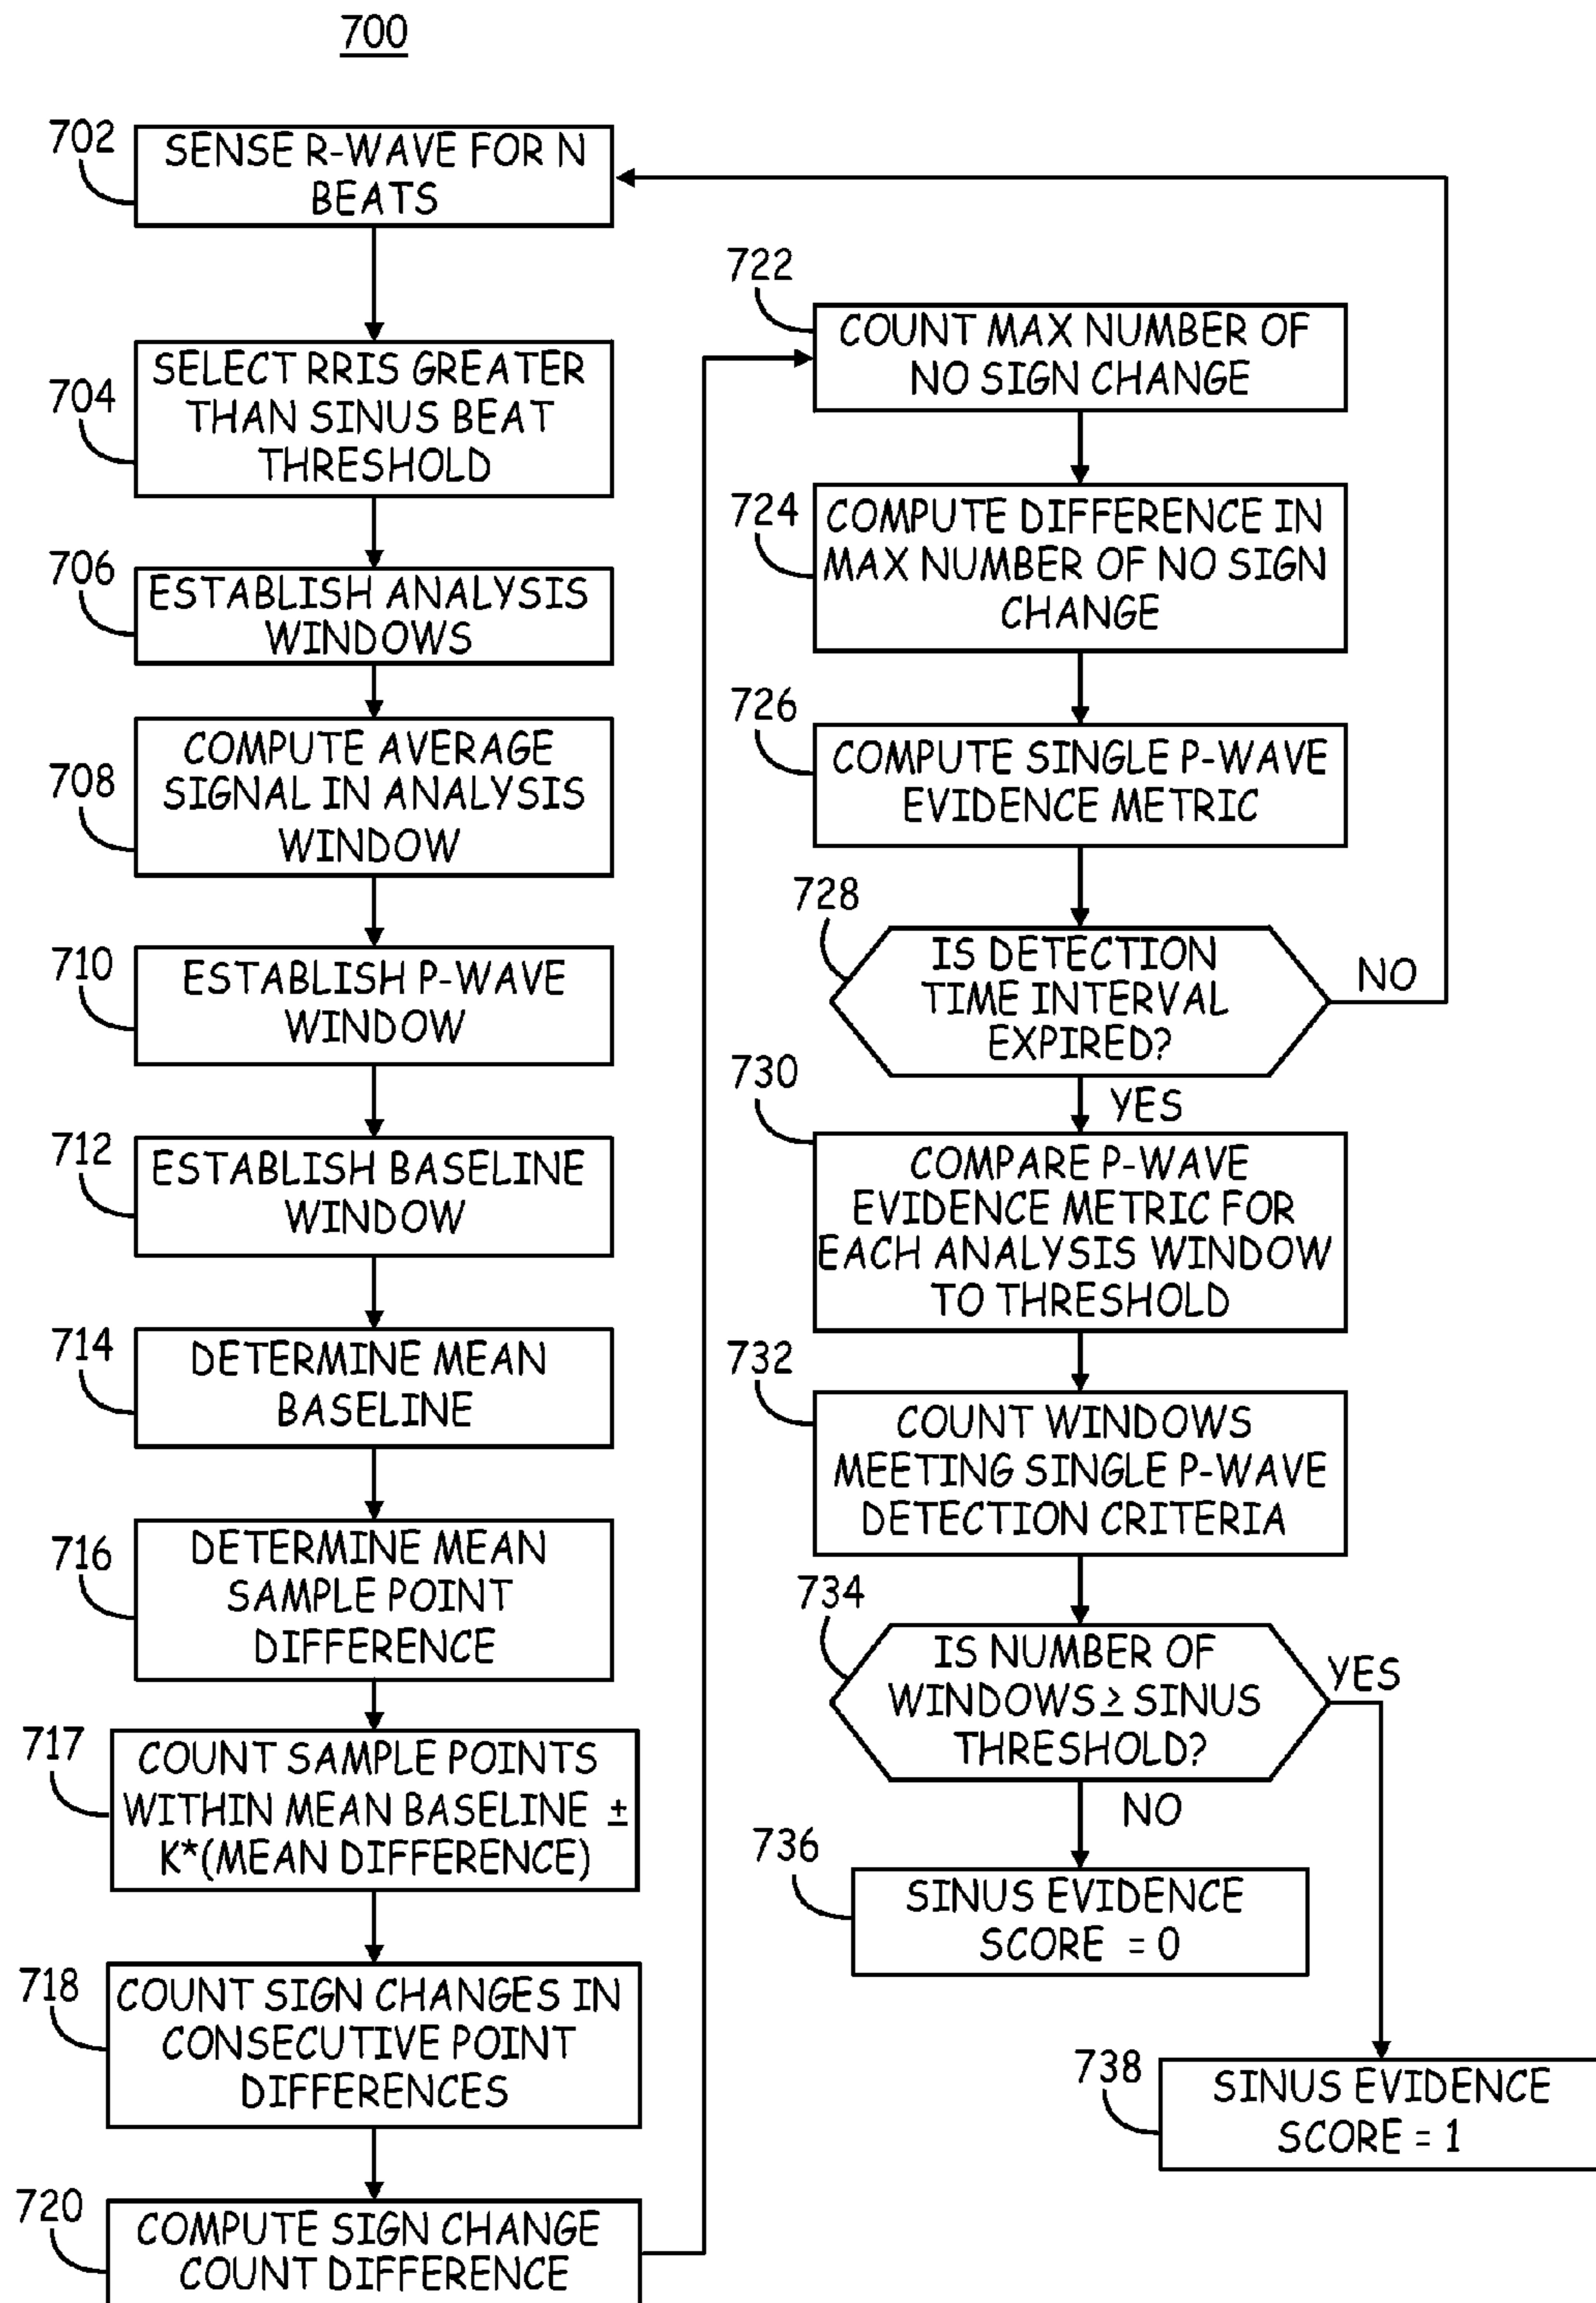 700
702
SENSE R-WAVE FOR N
BEATS
704
SELECT RRIS GREATER
THAN SINUS BEAT
THRESHOLD
706
ESTABLISH ANALYSIS
WINDOWS
708
COMPUTE AVERAGE
SIGNAL IN ANALYSIS
WINDOW
710
ESTABLISH P-WAVE
WINDOW
712
ESTABLISH BASELINE
WINDOW
714
DETERMINE MEAN
BASELINE
716
DETERMINE MEAN
SAMPLE POINT
DIFFERENCE
717
COUNT SAMPLE POINTS
WITHIN MEAN BASELINE ±
K*(MEAN DIFFERENCE)
718
COUNT SIGN CHANGES IN
CONSECUTIVE POINT
DIFFERENCES
720
COMPUTE SIGN CHANGE
COUNT DIFFERENCE
722
COUNT MAX NUMBER OF
NO SIGN CHANGE
724
COMPUTE DIFFERENCE IN
MAX NUMBER OF NO SIGN
CHANGE
726
COMPUTE SINGLE P-WAVE
EVIDENCE METRIC
728
IS DETECTION
TIME INTERVAL
EXPIRED?
NO
YES
730
COMPARE P-WAVE
EVIDENCE METRIC FOR
EACH ANALYSIS WINDOW
TO THRESHOLD
732
COUNT WINDOWS
MEETING SINGLE P-WAVE
DETECTION CRITERIA
734
IS NUMBER OF
WINDOWS ≥ SINUS
THRESHOLD?
YES
NO
736
SINUS EVIDENCE
SCORE = 0
738
SINUS EVIDENCE
SCORE = 1